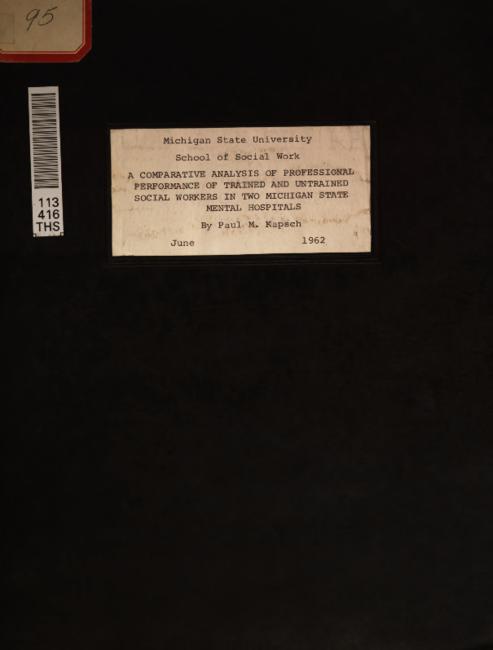 95
113
416
THS
Michigan State University
School of Social Work
A COMPARATIVE ANALYSIS OF PROFESSIONAL
PERFORMANCE OF TRAINED AND UNTRAINED
SOCIAL WORKERS IN TWO MICHIGAN STATE
MENTAL HOSPITALS
By Paul M. Kapsch
June 1962